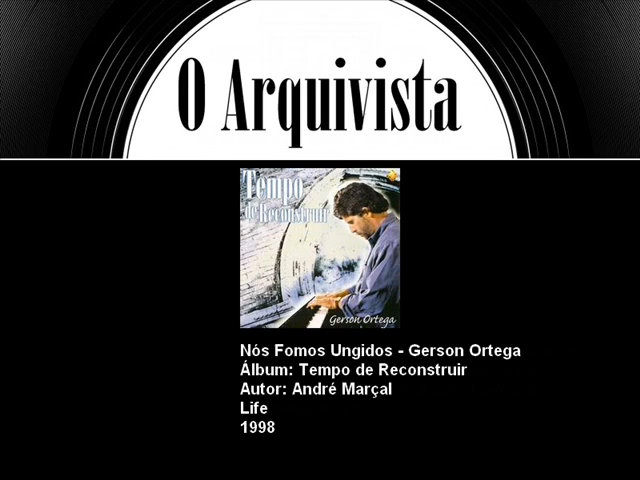 O Arquivista
Tempo
de Reconstruir
Gerson Ortega
Nós Fomos Ungidos - Gerson Ortega
Álbum: Tempo de Reconstruir
Autor: André Marçal
Life
1998